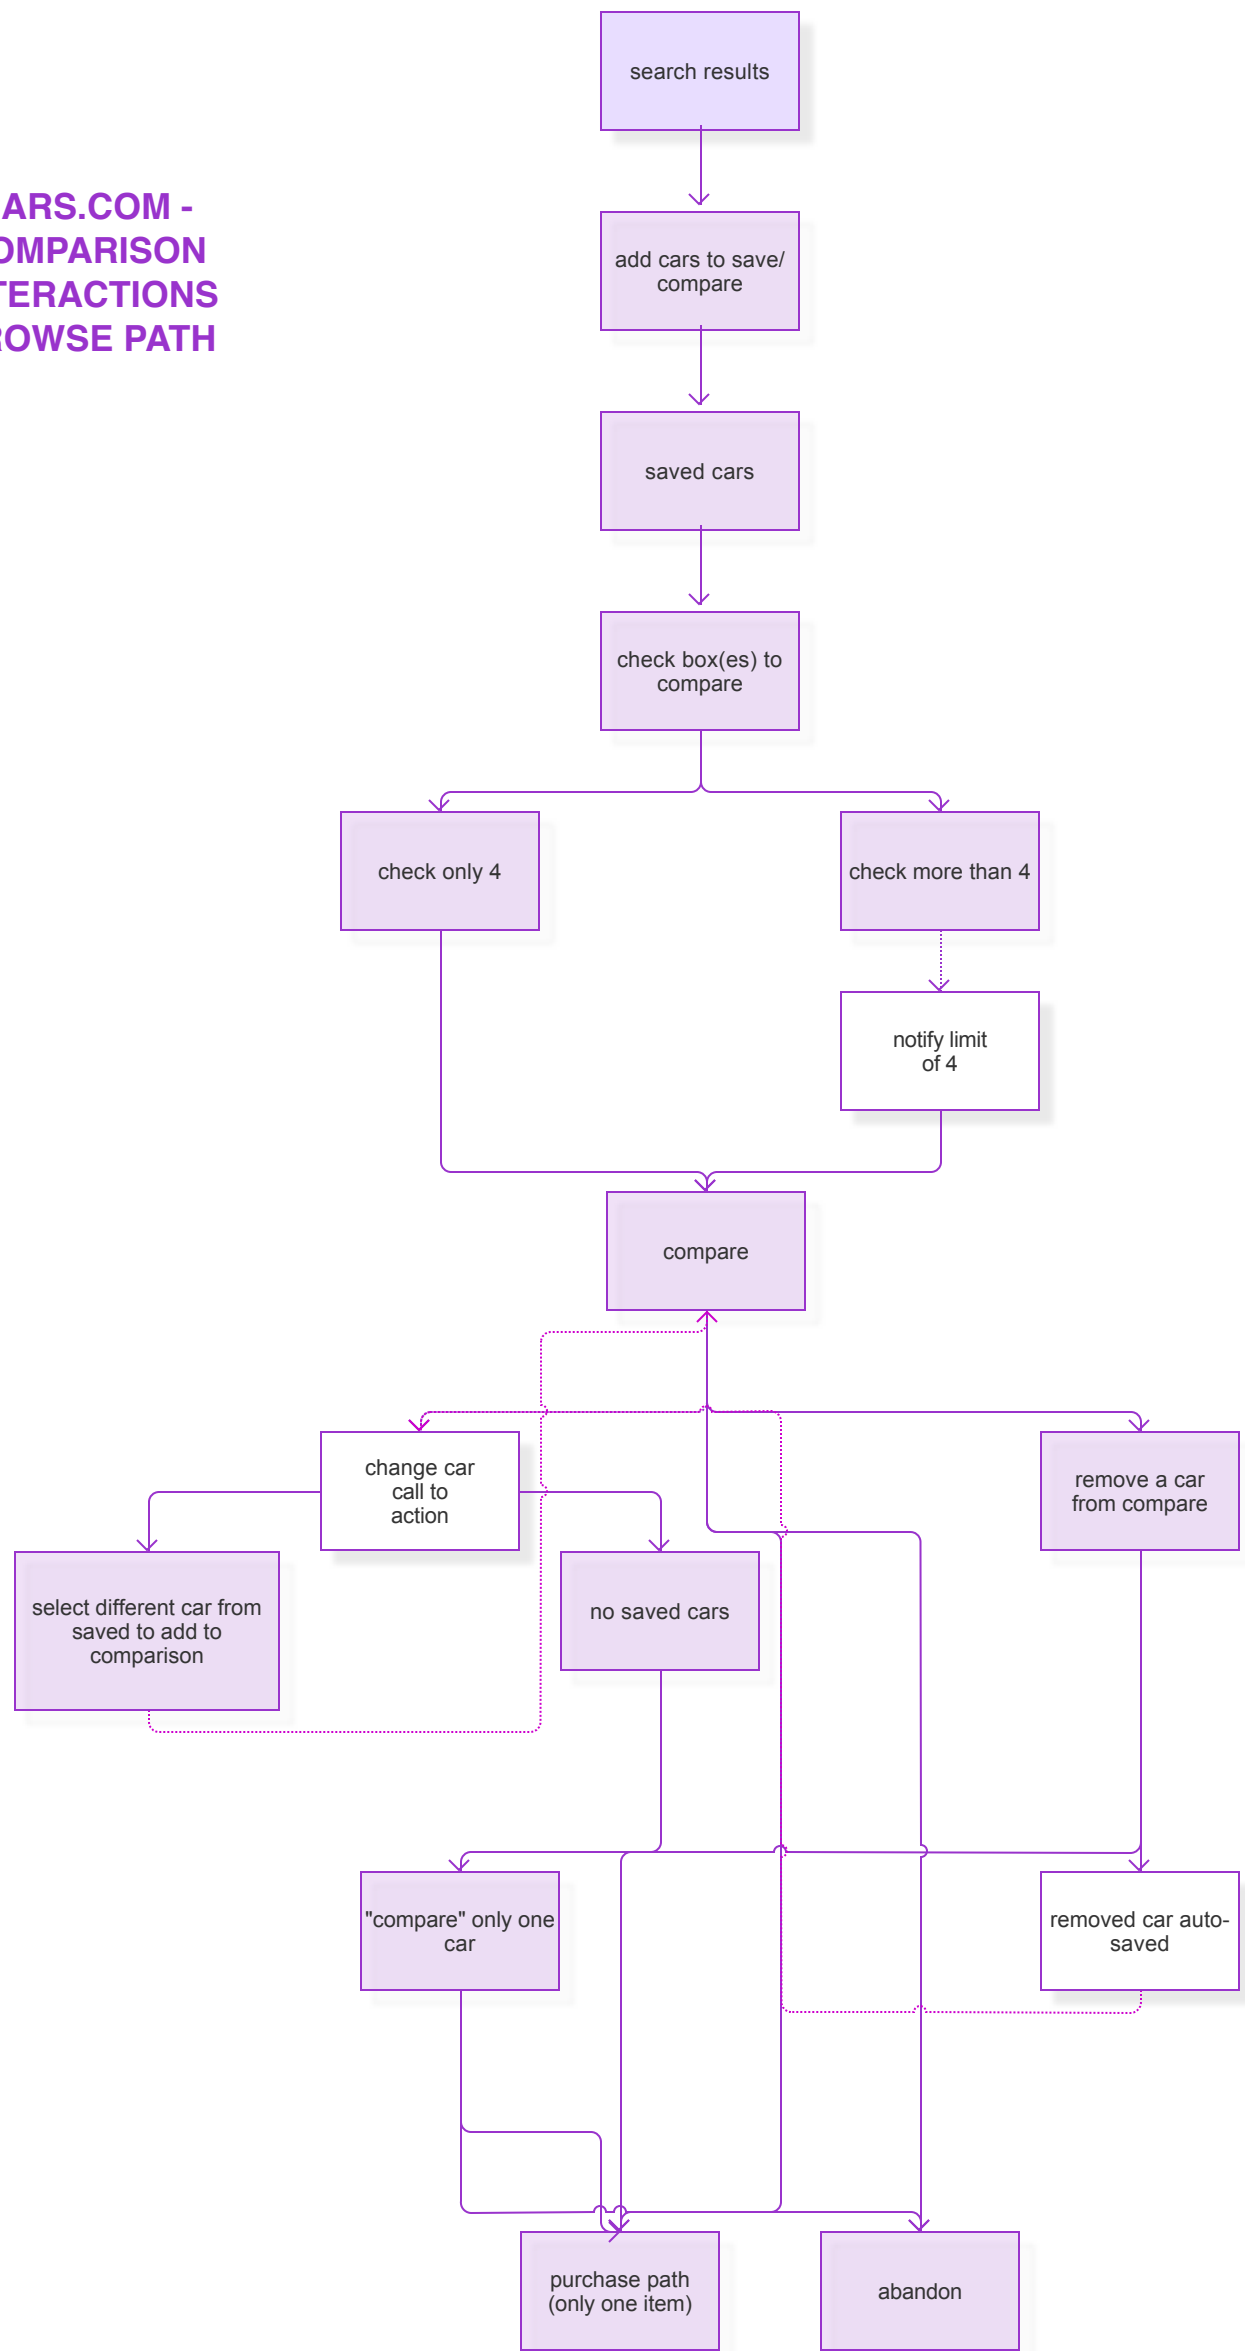 search results
ARS.COM -
OMPARISON
TERACTIONS
ROWSE PATH
add cars to save/
compare
saved cars
check box(es) to
compare
check only 4
check more than 4
notify limit
of 4
compare
change car
call to
action
remove a car
from compare
select different car from
saved to add to
comparison
no saved cars
"compare" only one
car
removed car auto-
saved
purchase path
(only one item)
abandon